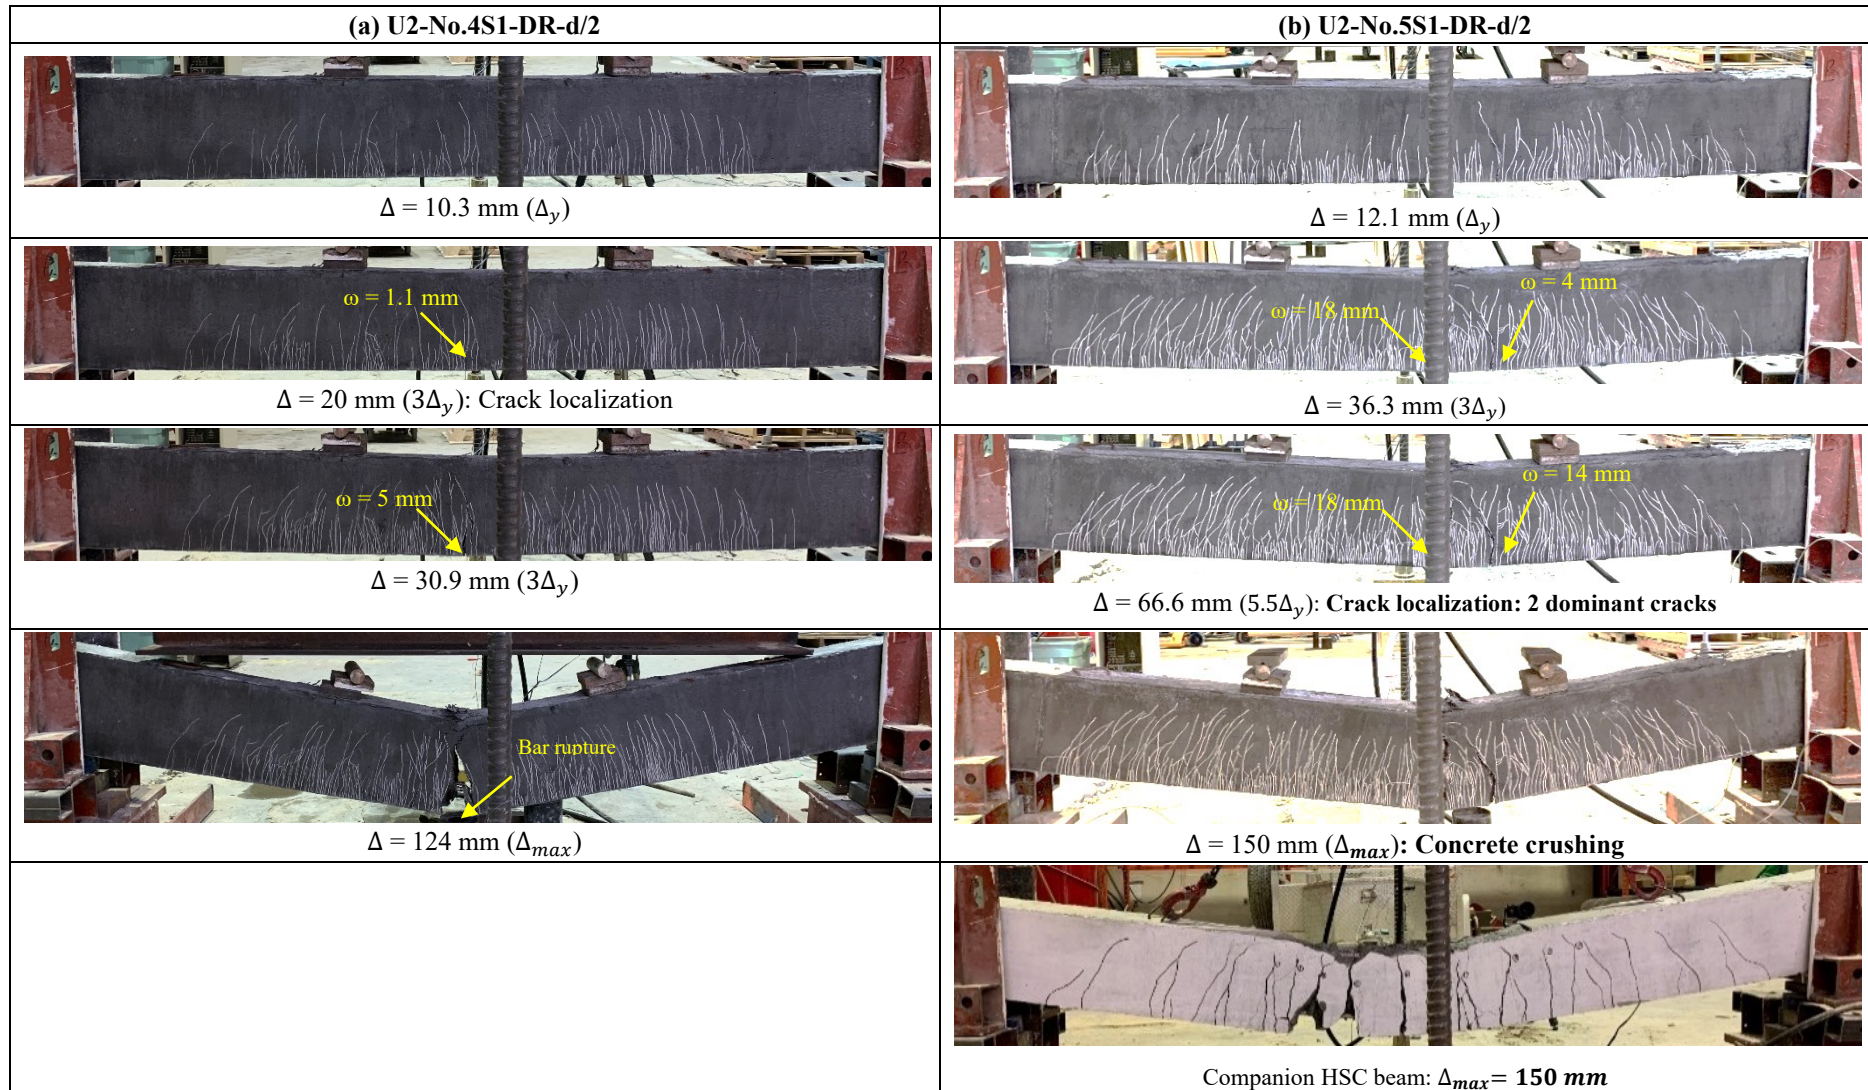 (a) U2-No.4S1-DR-d/2
(b) U2-No.5S1-DR-d/2
Δ = 10.3 mm (Δy)
Δ = 12.1 mm (Δy)
ω = 1.1 mm
Δ = 20 mm (3Δy): Crack localization
ω = 4 mm
ω = 18 mm
Δ = 36.3 mm (3Δy)
ω = 5 mm
Δ = 30.9 mm (3Δy)
ω = 14 mm
ω = 18 mm
Δ = 66.6 mm (5.5Δy): Crack localization: 2 dominant cracks
Bar rupture
Δ = 124 mm (Δmax)
Δ = 150 mm (Δmax): Concrete crushing
Companion HSC beam: Δmax= 150 mm